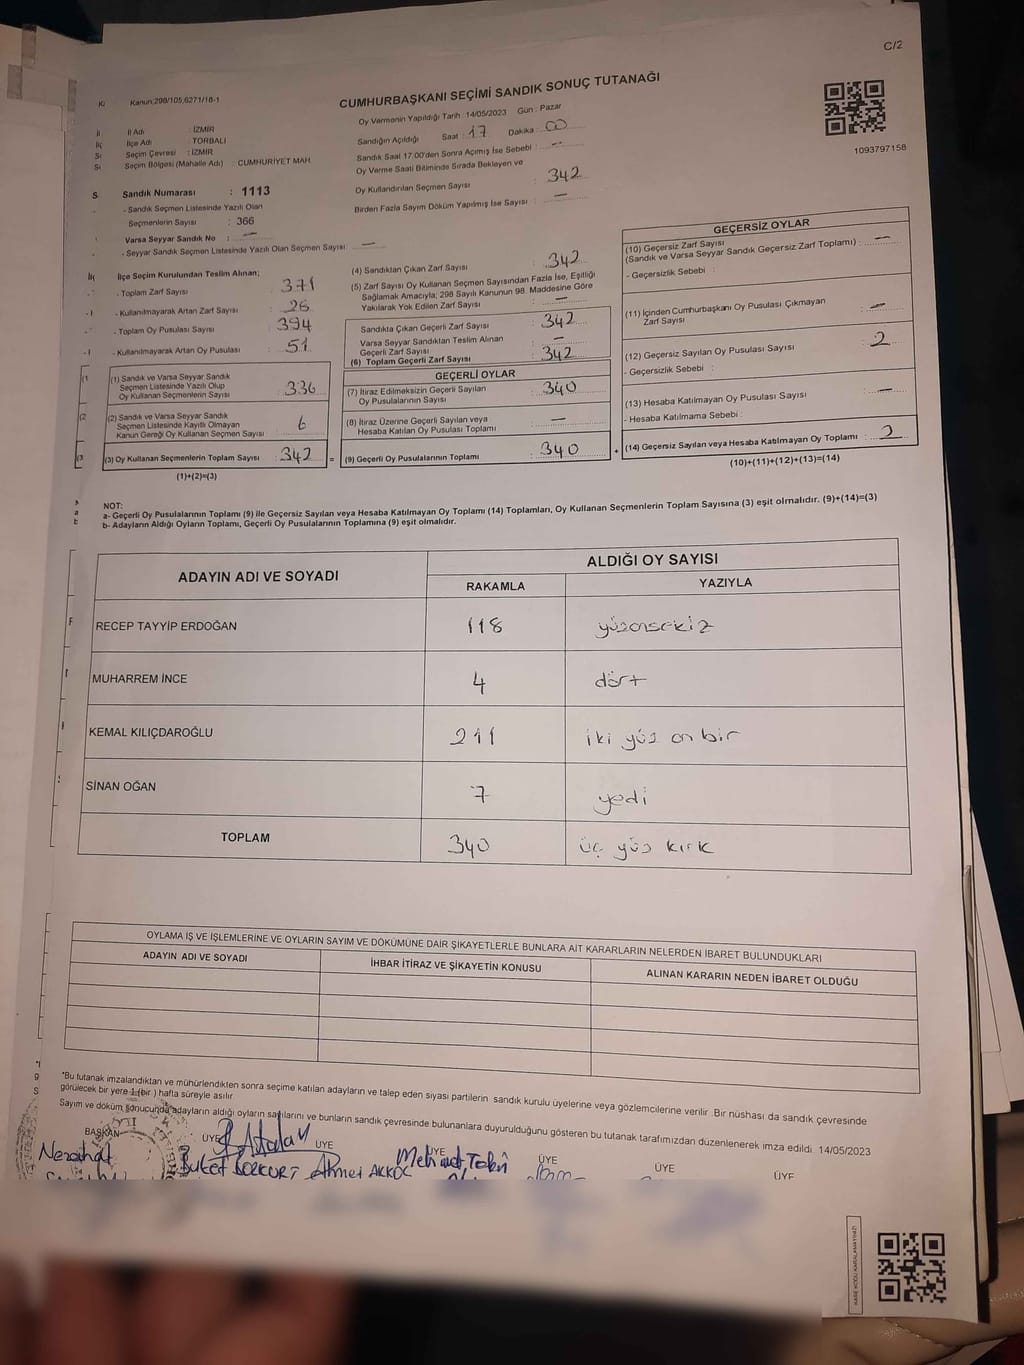 C/2
Kanun:298/105,6271/16-1
CUMHURBAŞKANI SEÇİMİ SANDIK SONUÇ TUTANAĞI
1093797158
İl Adı : İZMİR
İlçe Adı : TORBALI
Seçim Çevresi : İZMİR
Seçim Bölgesi (Mahalle Adı) : CUMHURİYET MAH.
Sandık Numarası : 1113
- Sandık Seçmen Listesinde Yazılı Olan
Seçmenlerin Sayısı : 366
Varsa Seyyar Sandık No : —
- Seyyar Sandık Seçmen Listesinde Yazılı Olan Seçmen Sayısı: —
Oy Vermenin Yapıldığı Tarih :14/05/2023 Gün : Pazar
Sandığın Açıldığı Saat : 17 Dakika : 00
Sandık Saat 17.00'den Sonra Açılmış İse Sebebi : —
Oy Verme Saati Bitiminde Sırada Bekleyen ve
Oy Kullandırılan Seçmen Sayısı : 342
Birden Fazla Sayım Döküm Yapılmış İse Sayısı : —
İlçe Seçim Kurulundan Teslim Alınan;
- Toplam Zarf Sayısı : 371
- Kullanılmayarak Artan Zarf Sayısı : 26
- Toplam Oy Pusulası Sayısı : 394
- Kullanılmayarak Artan Oy Pusulası : 51
(1) Sandık ve Varsa Seyyar Sandık
Seçmen Listesinde Yazılı Olup
Oy Kullanan Seçmenlerin Sayısı : 336
(2) Sandık ve Varsa Seyyar Sandık
Seçmen Listesinde Kayıtlı Olmayan
Kanun Gereği Oy Kullanan Seçmen Sayısı : 6
(3) Oy Kullanan Seçmenlerin Toplam Sayısı : 342 =
(1)+(2)=(3)
(4) Sandıktan Çıkan Zarf Sayısı : 342
(5) Zarf Sayısı Oy Kullanan Seçmen Sayısından Fazla İse, Eşitliği
Sağlamak Amacıyla; 298 Sayılı Kanunun 98. Maddesine Göre
Yakılarak Yok Edilen Zarf Sayısı : —
Sandıkta Çıkan Geçerli Zarf Sayısı : 342
Varsa Seyyar Sandıktan Teslim Alınan
Geçerli Zarf Sayısı : —
(6) Toplam Geçerli Zarf Sayısı : 342
GEÇERLİ OYLAR
(7) İtiraz Edilmeksizin Geçerli Sayılan
Oy Pusulalarının Sayısı : 340
(8) İtiraz Üzerine Geçerli Sayılan veya
Hesaba Katılan Oy Pusulaları Toplamı : —
(9) Geçerli Oy Pusulalarının Toplamı : 340 +
GEÇERSİZ OYLAR
(10) Geçersiz Zarf Sayısı
(Sandık ve Varsa Seyyar Sandık Geçersiz Zarf Toplamı) : —
- Geçersizlik Sebebi :
(11) İçinden Cumhurbaşkanı Oy Pusulası Çıkmayan
Zarf Sayısı : —
(12) Geçersiz Sayılan Oy Pusulası Sayısı : 2
- Geçersizlik Sebebi :
(13) Hesaba Katılmayan Oy Pusulası Sayısı : —
- Hesaba Katılmama Sebebi :
(14) Geçersiz Sayılan veya Hesaba Katılmayan Oy Toplamı : 2
(10)+(11)+(12)+(13)=(14)
NOT:
a- Geçerli Oy Pusulalarının Toplamı (9) ile Geçersiz Sayılan veya Hesaba Katılmayan Oy Toplamı (14) Toplamları, Oy Kullanan Seçmenlerin Toplam Sayısına (3) eşit olmalıdır. (9)+(14)=(3)
b- Adayların Aldığı Oyların Toplamı, Geçerli Oy Pusulalarının Toplamına (9) eşit olmalıdır.
ADAYIN ADI VE SOYADI
ALDIĞI OY SAYISI
RAKAMLA YAZIYLA
RECEP TAYYİP ERDOĞAN 118 yüzonsekiz
MUHARREM İNCE 4 dört
KEMAL KILIÇDAROĞLU 211 iki yüz on bir
SİNAN OĞAN 7 yedi
TOPLAM 340 üç yüz kırk
OYLAMA İŞ VE İŞLEMLERİNE VE OYLARIN SAYIM VE DÖKÜMÜNE DAİR ŞİKAYETLERLE BUNLARA AİT KARARLARIN NELERDEN İBARET BULUNDUKLARI
ADAYIN ADI VE SOYADI İHBAR İTİRAZ VE ŞİKAYETİN KONUSU ALINAN KARARIN NEDEN İBARET OLDUĞU
*Bu tutanak imzalandıktan ve mühürlendikten sonra seçime katılan adayların ve talep eden siyasi partilerin sandık kurulu üyelerine veya gözlemcilerine verilir. Bir nüshası da sandık çevresinde
görülecek bir yere 1 (bir) hafta süreyle asılır.
Sayım ve döküm sonucunda adayların aldığı oyların sayılarını ve bunların sandık çevresinde bulunanlara duyurulduğunu gösteren bu tutanak tarafımızdan düzenlenerek imza edildi. 14/05/2023
BAŞKAN ÜYE ÜYE ÜYE ÜYE ÜYE ÜYE
Nezahat Buket BOZKURT Ahmet AKKOÇ Mehmet